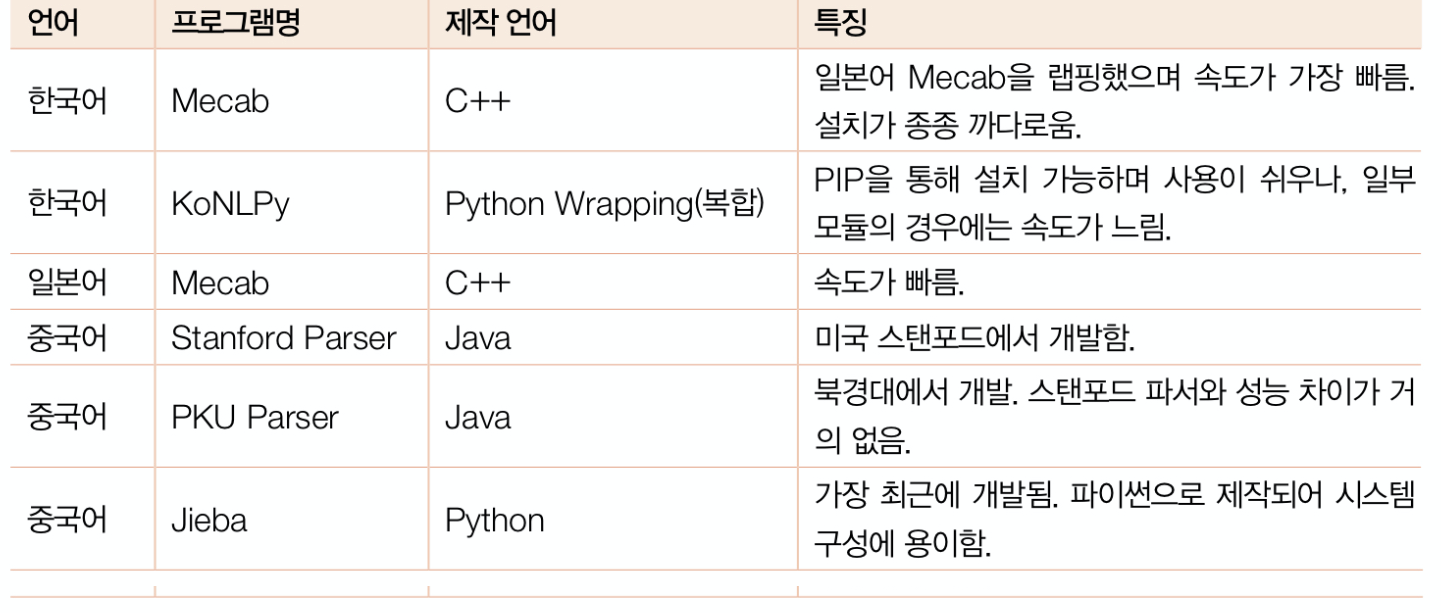 언어 프로그램명 제작 언어 특징
한국어 Mecab C++ 일본어 Mecab을 랩핑했으며 속도가 가장 빠름.
설치가 종종 까다로움.
한국어 KoNLPy Python Wrapping(복합) PIP을 통해 설치 가능하며 사용이 쉬우나, 일부
모듈의 경우에는 속도가 느림.
일본어 Mecab C++ 속도가 빠름.
중국어 Stanford Parser Java 미국 스탠포드에서 개발함.
중국어 PKU Parser Java 북경대에서 개발. 스탠포드 파서와 성능 차이가 거
의 없음.
중국어 Jieba Python 가장 최근에 개발됨. 파이썬으로 제작되어 시스템
구성에 용이함.